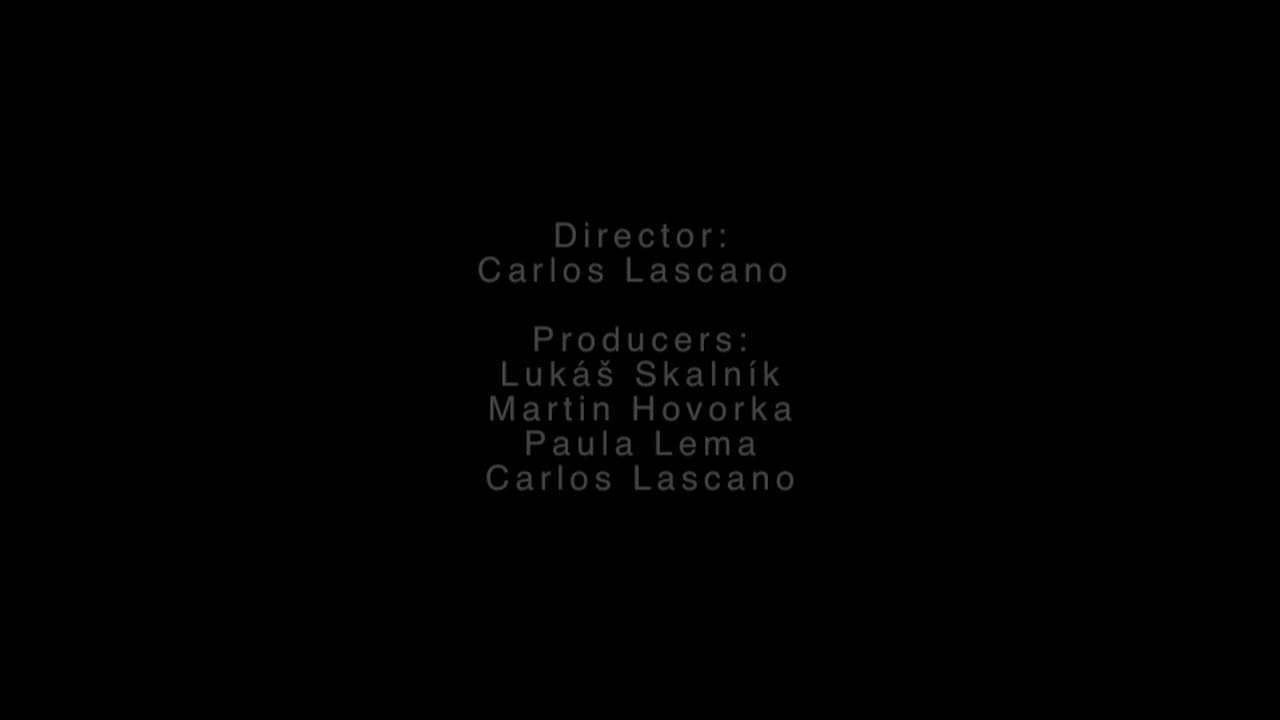 Director:
Carlos Lascano
Producers:
Lukáš Skalník
Martin Hovorka
Paula Lema
Carlos Lascano